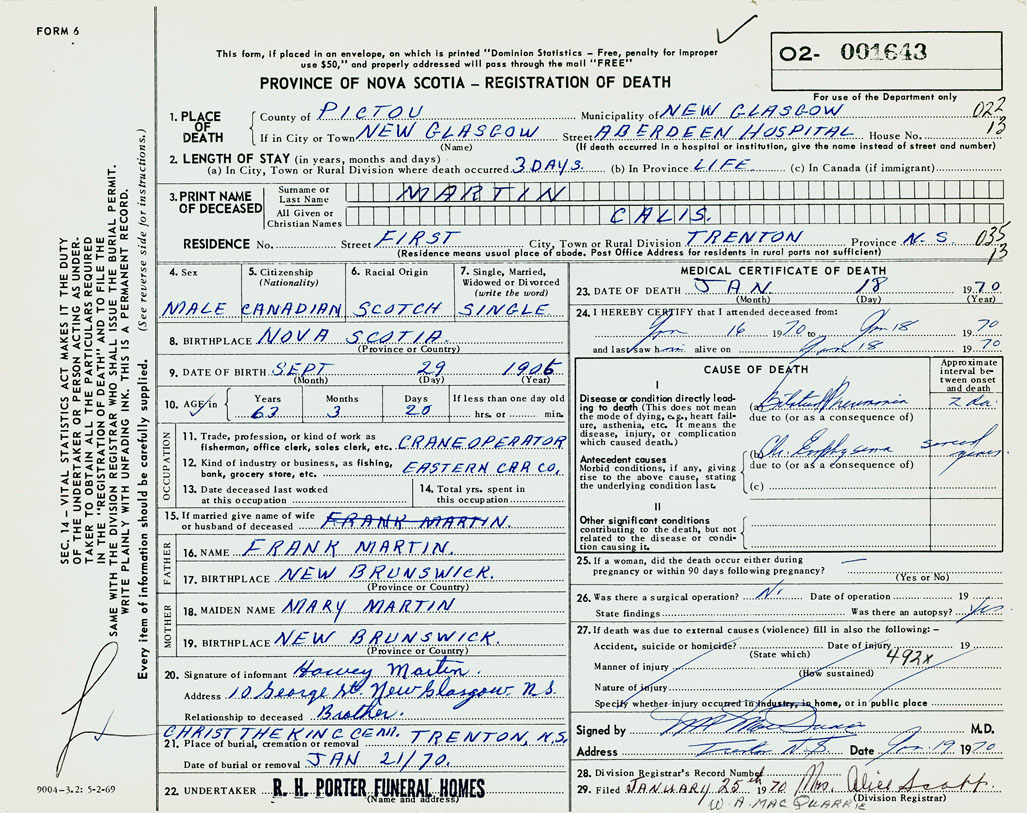 FORM 6
This form, if placed in an envelope, on which is printed "Dominion Statistics – Free, penalty for improper
use $50," and properly addressed will pass through the mail "FREE"
PROVINCE OF NOVA SCOTIA – REGISTRATION OF DEATH
02- 001643
For use of the Department only
1. PLACE OF DEATH
County of PICTOU Municipality of NEW GLASGOW 022
If in City or Town NEW GLASGOW Street ABERDEEN HOSPITAL House No. 13
(Name) (If death occurred in a hospital or institution, give the name instead of street and number)
2. LENGTH OF STAY (in years, months and days)
(a) In City, Town or Rural Division where death occurred 3 DAYS. (b) In Province LIFE. (c) In Canada (if immigrant)
3. PRINT NAME OF DECEASED
Surname or Last Name MARTIN
All Given or Christian Names CALIS.
RESIDENCE No. Street FIRST City, Town or Rural Division TRENTON Province N.S. 035
(Residence means usual place of abode. Post Office Address for residents in rural parts not sufficient) 13
4. Sex MALE
5. Citizenship (Nationality) CANADIAN
6. Racial Origin SCOTCH
7. Single, Married, Widowed or Divorced (write the word) SINGLE
8. BIRTHPLACE NOVA SCOTIA.
(Province or Country)
9. DATE OF BIRTH SEPT 29 1906
(Month) (Day) (Year)
10. AGE in Years 63 Months 3 Days 20 If less than one day old hrs. or min.
OCCUPATION
11. Trade, profession, or kind of work as fisherman, office clerk, sales clerk, etc. CRANE OPERATOR
12. Kind of industry or business, as fishing, bank, grocery store, etc. EASTERN CAR CO.
13. Date deceased last worked at this occupation
14. Total yrs. spent in this occupation
15. If married give name of wife or husband of deceased FRANK MARTIN.
FATHER
16. NAME FRANK MARTIN.
17. BIRTHPLACE NEW BRUNSWICK.
(Province or Country)
MOTHER
18. MAIDEN NAME MARY MARTIN
19. BIRTHPLACE NEW BRUNSWICK.
(Province or Country)
20. Signature of informant Martin.
Address 10 George St. New Glasgow N.S.
Relationship to deceased Brother.
CHRIST THE KING CEM. TRENTON, N.S.
21. Place of burial, cremation or removal
Date of burial or removal JAN 21/70.
22. UNDERTAKER R. H. PORTER FUNERAL HOMES
(Name and address)
MEDICAL CERTIFICATE OF DEATH
23. DATE OF DEATH JAN. 18 1970
(Month) (Day) (Year)
24. I HEREBY CERTIFY that I attended deceased from:
Jan 16 1970 to Jan 18 1970
and last saw him alive on Jan 18 1970
CAUSE OF DEATH
Approximate interval between onset and death
I
Disease or condition directly leading to death (This does not mean the mode of dying, e.g., heart failure, asthenia, etc. It means the disease, injury, or complication which caused death.)
(a) Pneumonia 2 da.
due to (or as a consequence of)
Antecedent causes
Morbid conditions, if any, giving rise to the above cause, stating the underlying condition last.
(b) Ch. Emphysema several years
due to (or as a consequence of)
(c)
II
Other significant conditions
contributing to the death, but not related to the disease or condition causing it.
25. If a woman, did the death occur either during pregnancy or within 90 days following pregnancy? —
(Yes or No)
26. Was there a surgical operation? No Date of operation 19
State findings Was there an autopsy? Yes
27. If death was due to external causes (violence) fill in also the following: –
Accident, suicide or homicide? Date of injury 19
(State which) 492x
Manner of injury
(How sustained)
Nature of injury
Specify whether injury occurred in industry, in home, or in public place
Signed by M.D.
Address N.S. Date Jan 19 1970
28. Division Registrar's Record Number
29. Filed JANUARY 25th 1970 Mrs. Alice Scott.
(Division Registrar)
W. A. MACQUARRIE
SEC. 14 – VITAL STATISTICS ACT MAKES IT THE DUTY
OF THE UNDERTAKER OR PERSON ACTING AS UNDER-
TAKER TO OBTAIN ALL THE PARTICULARS REQUIRED
IN THE "REGISTRATION OF DEATH" AND TO FILE THE
SAME WITH THE DIVISION REGISTRAR WHO SHALL ISSUE THE BURIAL PERMIT.
WRITE PLAINLY WITH UNFADING INK. THIS IS A PERMANENT RECORD.
Every item of information should be carefully supplied. (See reverse side for instructions.)
9004–3.2: 5-2-69